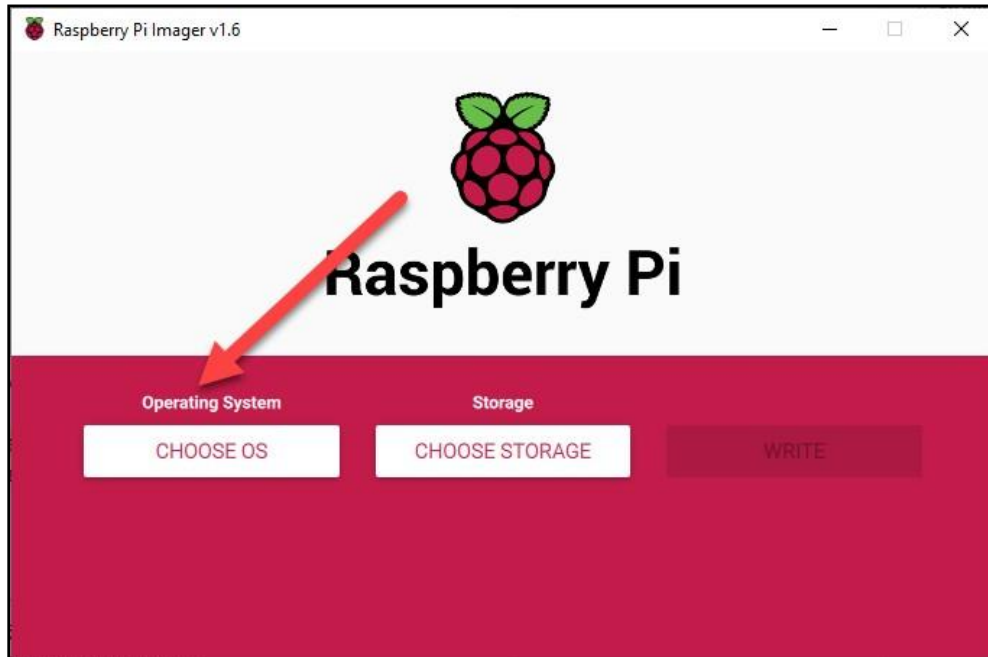 Raspberry Pi Imager v1.6
Raspberry Pi
Operating System
Storage
CHOOSE OS
CHOOSE STORAGE
WRITE